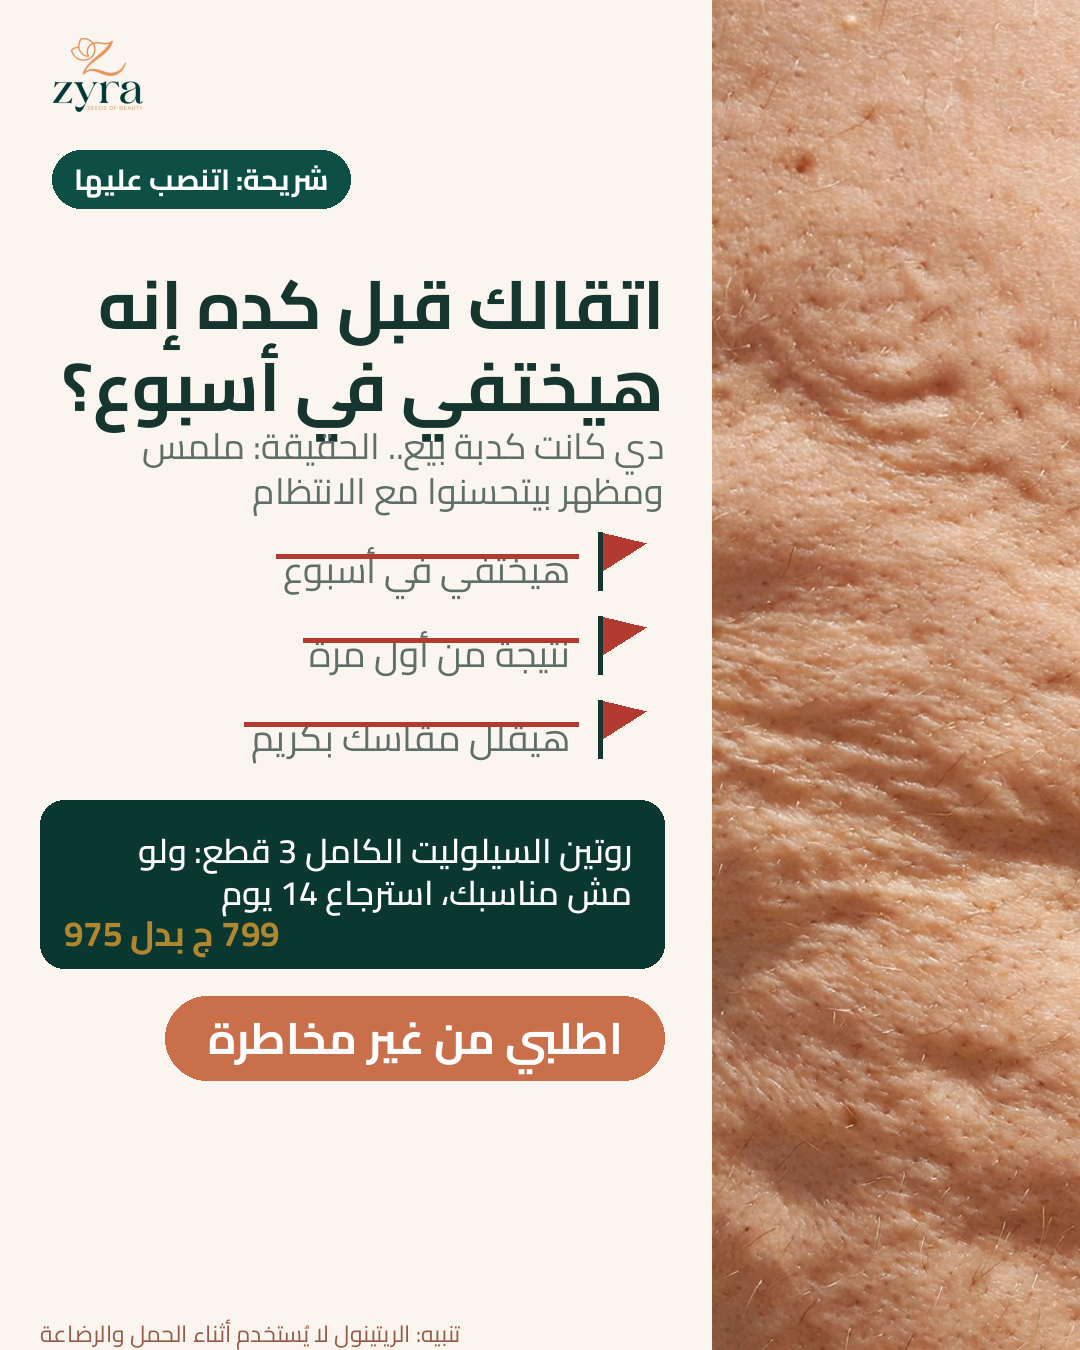 zyra
SEEDS OF BEAUTY
شريحة: اتنصب عليها
اتقالك قبل كده إنه
هيختفي في أسبوع؟
دي كانت كدبة بيع.. الحقيقة: ملمس
ومظهر بيتحسنوا مع الانتظام
هيختفي في أسبوع
نتيجة من أول مرة
هيقلل مقاسك بكريم
روتين السيلوليت الكامل 3 قطع: ولو
مش مناسبك، استرجاع 14 يوم
799 ج بدل 975
اطلبي من غير مخاطرة
تنبيه: الريتينول لا يُستخدم أثناء الحمل والرضاعة